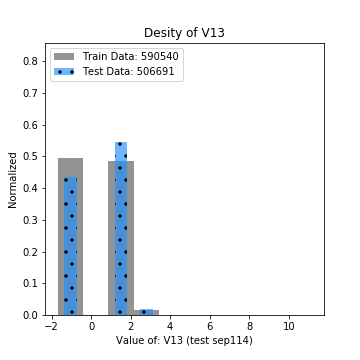 Desity of V13
Train Data: 590540
Test Data: 506691
Normalized
0.8
0.7
0.6
0.5
0.4
0.3
0.2
0.1
0.0
−2 0 2 4 6 8 10
Value of: V13 (test sep114)